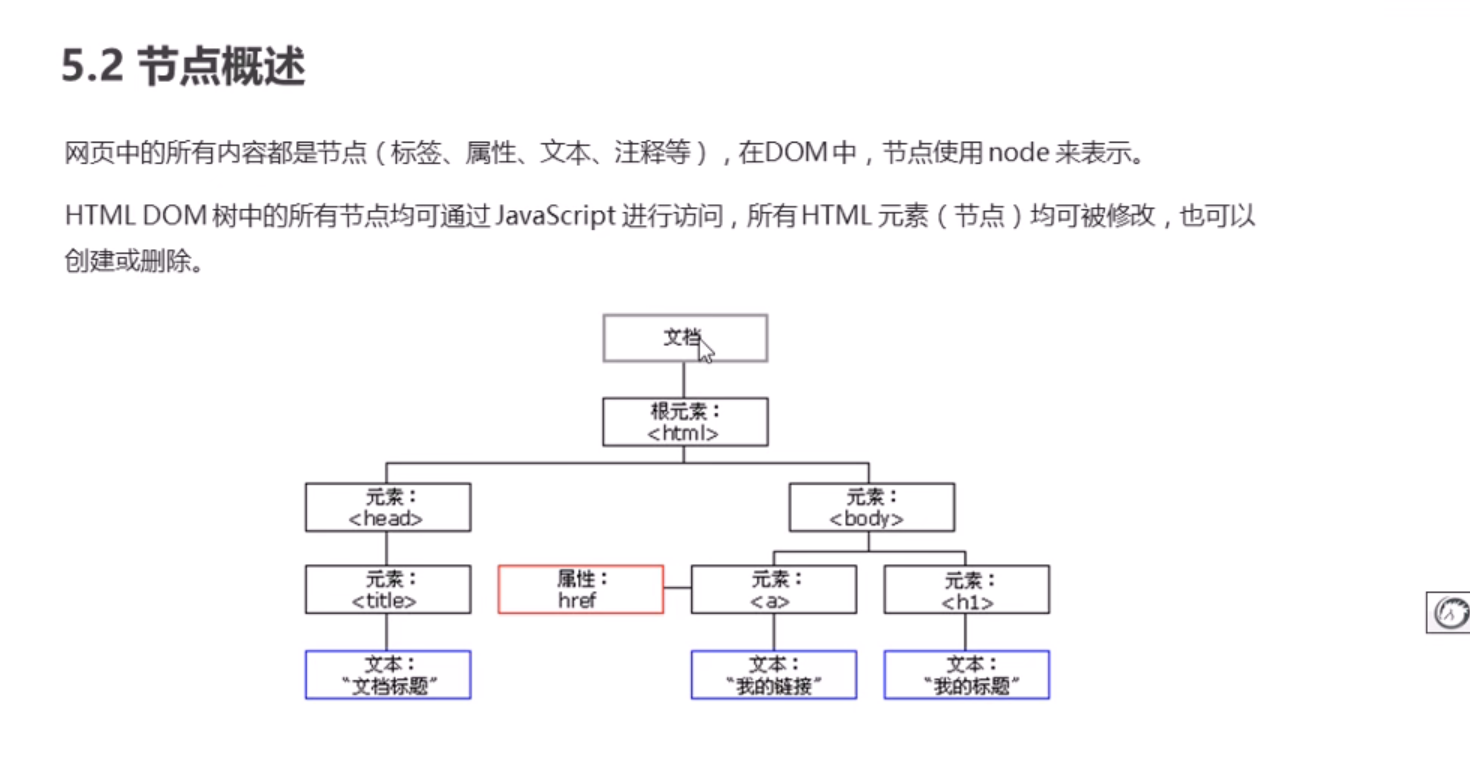 5.2 节点概述
网页中的所有内容都是节点（标签、属性、文本、注释等），在DOM中，节点使用 node 来表示。
HTML DOM 树中的所有节点均可通过 JavaScript 进行访问，所有HTML 元素（节点）均可被修改，也可以
创建或删除。
文档
根元素：
<html>
元素：
<head>
元素：
<body>
元素：
<title>
属性：
href
元素：
<a>
元素：
<h1>
文本：
“文档标题”
文本：
“我的链接”
文本：
“我的标题”